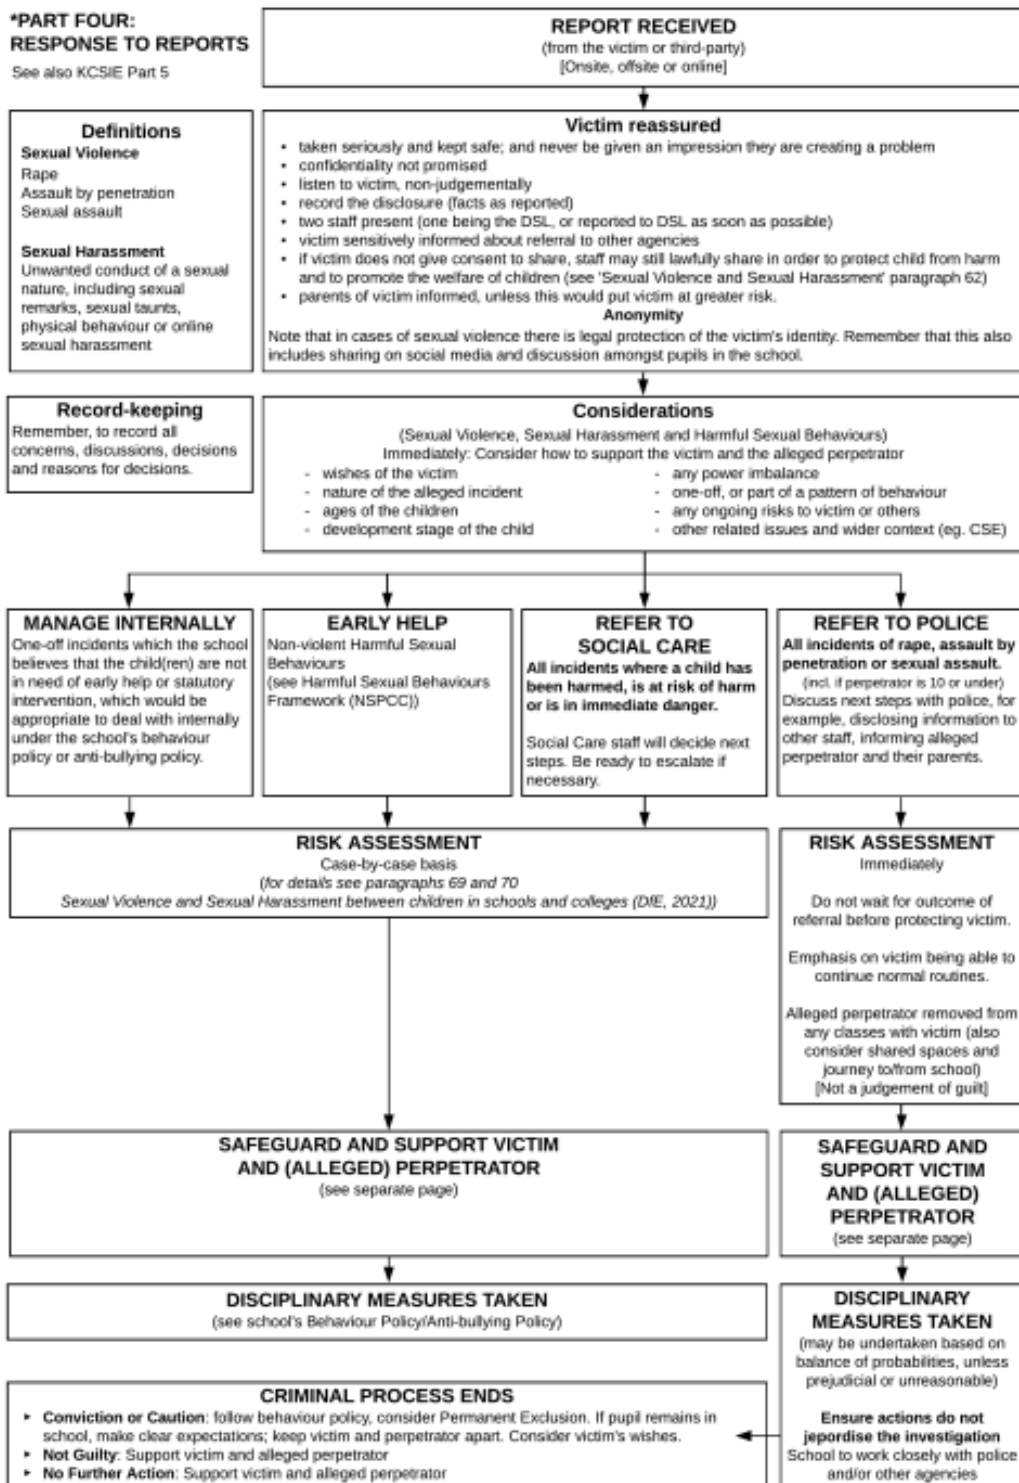 *PART FOUR:
RESPONSE TO REPORTS
See also KCSIE Part 5
REPORT RECEIVED
(from the victim or third-party)
[Onsite, offsite or online]
Definitions
Sexual Violence
Rape
Assault by penetration
Sexual assault
Sexual Harassment
Unwanted conduct of a sexual
nature, including sexual
remarks, sexual taunts,
physical behaviour or online
sexual harassment
Victim reassured
• taken seriously and kept safe; and never be given an impression they are creating a problem
• confidentiality not promised
• listen to victim, non-judgementally
• record the disclosure (facts as reported)
• two staff present (one being the DSL, or reported to DSL as soon as possible)
• victim sensitively informed about referral to other agencies
• if victim does not give consent to share, staff may still lawfully share in order to protect child from harm
and to promote the welfare of children (see 'Sexual Violence and Sexual Harassment' paragraph 62)
• parents of victim informed, unless this would put victim at greater risk.
Anonymity
Note that in cases of sexual violence there is legal protection of the victim's identity. Remember that this also
includes sharing on social media and discussion amongst pupils in the school.
Record-keeping
Remember, to record all
concerns, discussions, decisions
and reasons for decisions.
Considerations
(Sexual Violence, Sexual Harassment and Harmful Sexual Behaviours)
Immediately: Consider how to support the victim and the alleged perpetrator
- wishes of the victim
- nature of the alleged incident
- ages of the children
- development stage of the child
- any power imbalance
- one-off, or part of a pattern of behaviour
- any ongoing risks to victim or others
- other related issues and wider context (eg. CSE)
MANAGE INTERNALLY
One-off incidents which the school
believes that the child(ren) are not
in need of early help or statutory
intervention, which would be
appropriate to deal with internally
under the school's behaviour
policy or anti-bullying policy.
EARLY HELP
Non-violent Harmful Sexual
Behaviours
(see Harmful Sexual Behaviours
Framework (NSPCC))
REFER TO
SOCIAL CARE
All incidents where a child has
been harmed, is at risk of harm
or is in immediate danger.
Social Care staff will decide next
steps. Be ready to escalate if
necessary.
REFER TO POLICE
All incidents of rape, assault by
penetration or sexual assault.
(incl. if perpetrator is 10 or under)
Discuss next steps with police, for
example, disclosing information to
other staff, informing alleged
perpetrator and their parents.
RISK ASSESSMENT
Case-by-case basis
(for details see paragraphs 69 and 70
Sexual Violence and Sexual Harassment between children in schools and colleges (DfE, 2021))
RISK ASSESSMENT
Immediately
Do not wait for outcome of
referral before protecting victim.
Emphasis on victim being able to
continue normal routines.
Alleged perpetrator removed from
any classes with victim (also
consider shared spaces and
journey to/from school)
[Not a judgement of guilt]
SAFEGUARD AND SUPPORT VICTIM
AND (ALLEGED) PERPETRATOR
(see separate page)
SAFEGUARD AND
SUPPORT VICTIM
AND (ALLEGED)
PERPETRATOR
(see separate page)
DISCIPLINARY MEASURES TAKEN
(see school's Behaviour Policy/Anti-bullying Policy)
DISCIPLINARY
MEASURES TAKEN
(may be undertaken based on
balance of probabilities, unless
prejudicial or unreasonable)
Ensure actions do not
jepordise the investigation
School to work closely with police
and/or other agencies
CRIMINAL PROCESS ENDS
► Conviction or Caution: follow behaviour policy, consider Permanent Exclusion. If pupil remains in
school, make clear expectations; keep victim and perpetrator apart. Consider victim's wishes.
► Not Guilty: Support victim and alleged perpetrator
► No Further Action: Support victim and alleged perpetrator